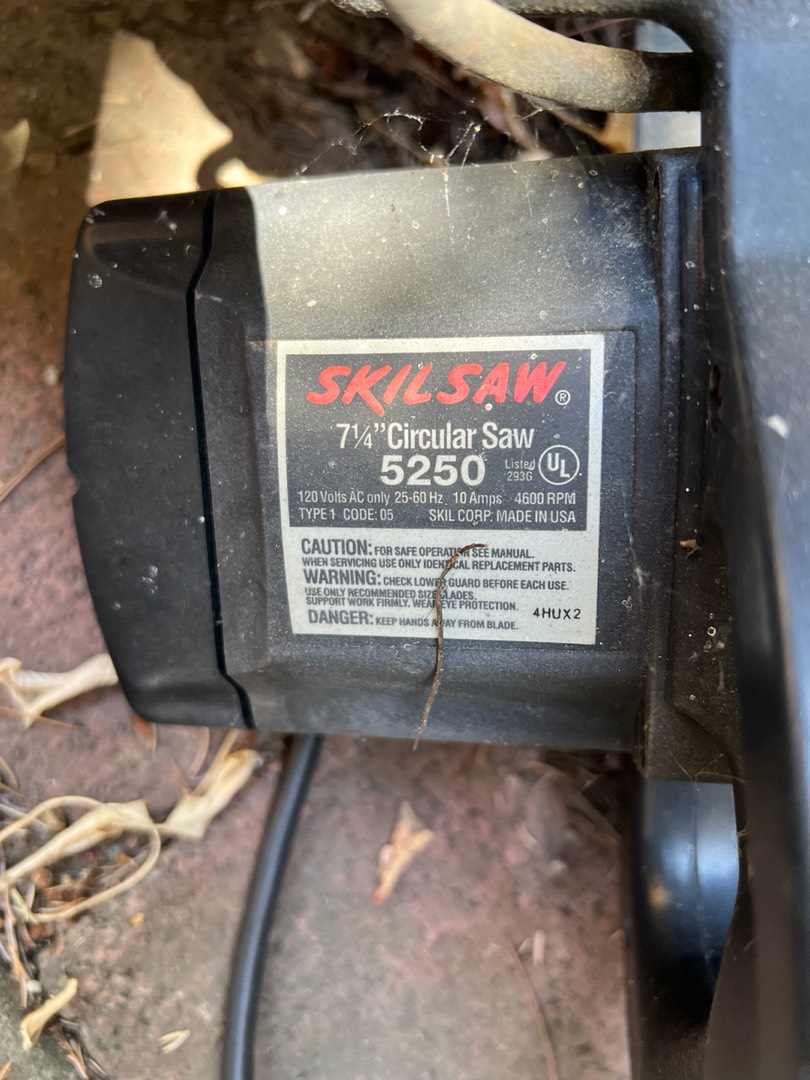 SKILSAW®
7 1/4" Circular Saw
5250 Listed UL
293G
120 Volts AC only 25-60 Hz 10 Amps 4600 RPM
TYPE 1 CODE: 05 SKIL CORP. MADE IN USA
CAUTION: FOR SAFE OPERATION SEE MANUAL.
WHEN SERVICING USE ONLY IDENTICAL REPLACEMENT PARTS.
WARNING: CHECK LOWER GUARD BEFORE EACH USE.
USE ONLY RECOMMENDED SIZE BLADES.
SUPPORT WORK FIRMLY. WEAR EYE PROTECTION.
4HUX2
DANGER: KEEP HANDS AWAY FROM BLADE.